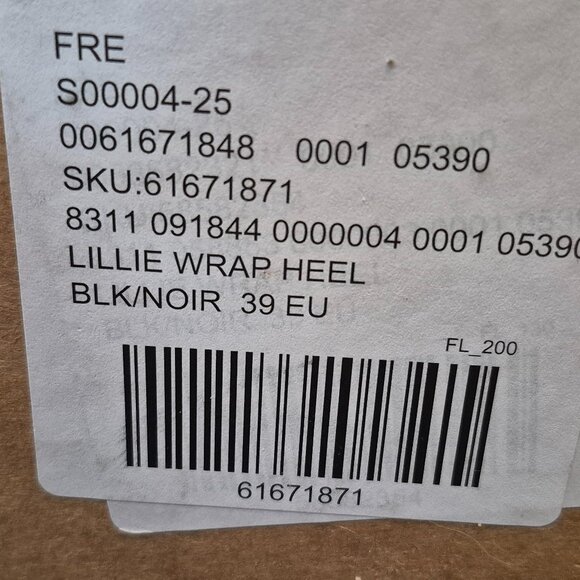 FRE
S00004-25
0061671848 0001 05390
SKU:61671871
8311 091844 0000004 0001 05390
LILLIE WRAP HEEL
BLK/NOIR 39 EU
FL_200
61671871